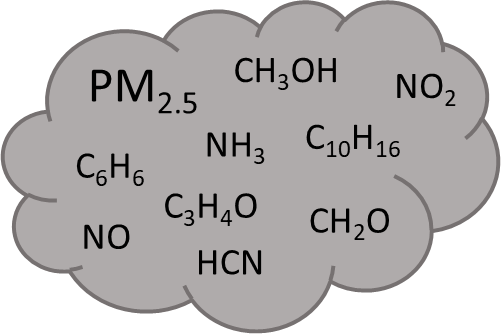 PM₂.₅
CH₃OH
NO₂
NH₃
C₁₀H₁₆
C₆H₆
C₃H₄O
CH₂O
NO
HCN